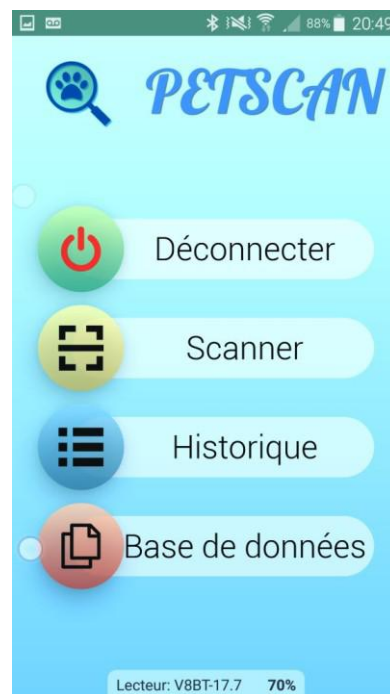 88% 20:49
PETSCAN
Déconnecter
Scanner
Historique
Base de données
Lecteur: V8BT-17.7 70%